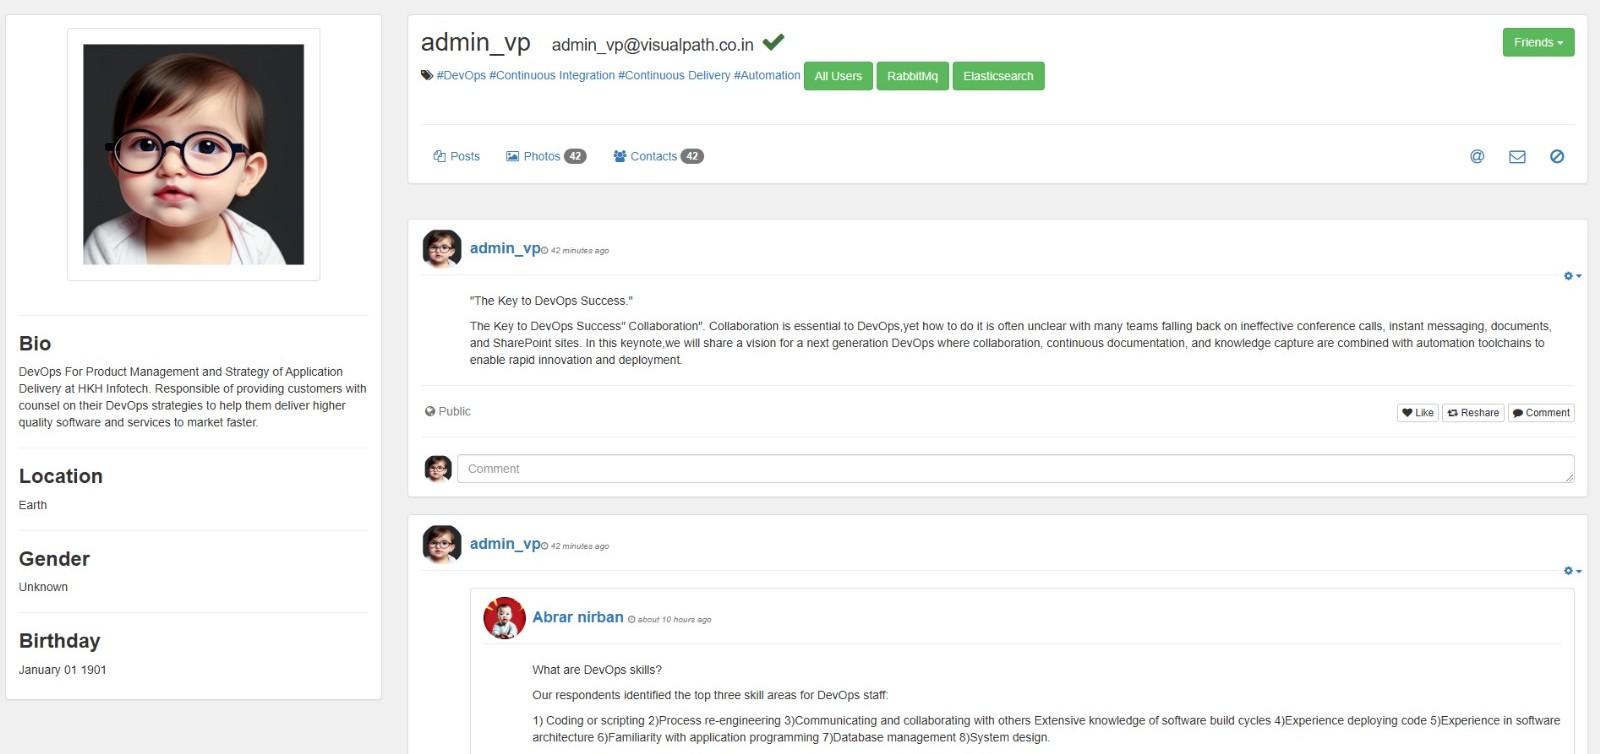 admin_vp admin_vp@visualpath.co.in
Friends
#DevOps #Continuous Integration #Continuous Delivery #Automation All Users RabbitMq Elasticsearch
Posts Photos 42 Contacts 42
@
Bio
DevOps For Product Management and Strategy of Application
Delivery at HKH Infotech. Responsible of providing customers with
counsel on their DevOps strategies to help them deliver higher
quality software and services to market faster.
Location
Earth
Gender
Unknown
Birthday
January 01 1901
admin_vp 42 minutes ago
"The Key to DevOps Success."
The Key to DevOps Success" Collaboration". Collaboration is essential to DevOps,yet how to do it is often unclear with many teams falling back on ineffective conference calls, instant messaging, documents,
and SharePoint sites. In this keynote,we will share a vision for a next generation DevOps where collaboration, continuous documentation, and knowledge capture are combined with automation toolchains to
enable rapid innovation and deployment.
Public
Like Reshare Comment
Comment
admin_vp 42 minutes ago
Abrar nirban about 10 hours ago
What are DevOps skills?
Our respondents identified the top three skill areas for DevOps staff:
1) Coding or scripting 2)Process re-engineering 3)Communicating and collaborating with others Extensive knowledge of software build cycles 4)Experience deploying code 5)Experience in software
architecture 6)Familiarity with application programming 7)Database management 8)System design.